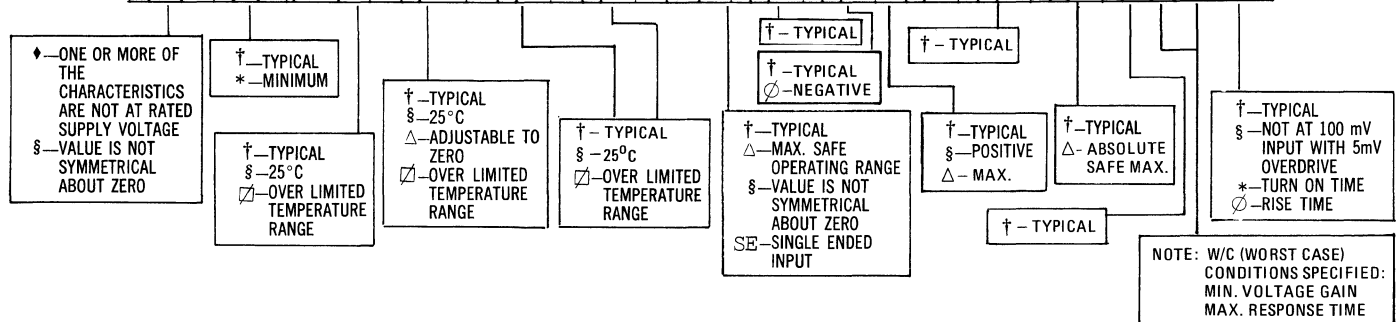 ♦—ONE OR MORE OF
THE
CHARACTERISTICS
ARE NOT AT RATED
SUPPLY VOLTAGE
§—VALUE IS NOT
SYMMETRICAL
ABOUT ZERO
†—TYPICAL
*—MINIMUM
†—TYPICAL
§—25°C
⍁—OVER LIMITED
TEMPERATURE
RANGE
†—TYPICAL
§—25°C
△—ADJUSTABLE TO
ZERO
⍁—OVER LIMITED
TEMPERATURE
RANGE
†- TYPICAL
§ -25°C
⍁—OVER LIMITED
TEMPERATURE
RANGE
†- TYPICAL
† -TYPICAL
∅-NEGATIVE
†—TYPICAL
△—MAX. SAFE
OPERATING RANGE
§—VALUE IS NOT
SYMMETRICAL
ABOUT ZERO
SE—SINGLE ENDED
INPUT
†- TYPICAL
†—TYPICAL
§—POSITIVE
△- MAX.
†—TYPICAL
△- ABSOLUTE
SAFE MAX.
†- TYPICAL
†—TYPICAL
§—NOT AT 100 mV
INPUT WITH 5mV
OVERDRIVE
*—TURN ON TIME
∅—RISE TIME
NOTE: W/C (WORST CASE)
CONDITIONS SPECIFIED:
MIN. VOLTAGE GAIN
MAX. RESPONSE TIME